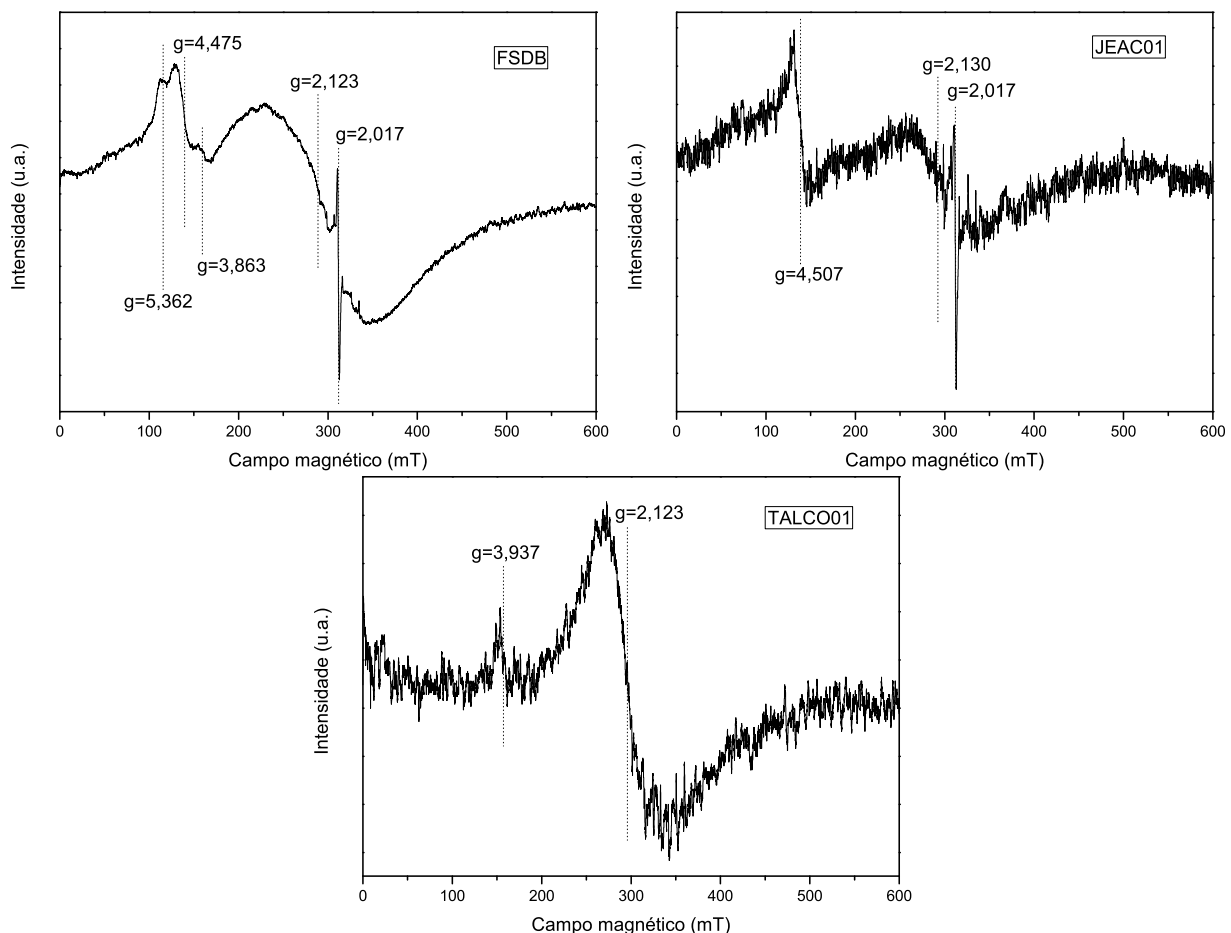 g=4,475
FSDB
g=2,123
g=2,017
g=3,863
g=5,362
Intensidade (u.a.)
0 100 200 300 400 500 600
Campo magnético (mT)
JEAC01
g=2,130
g=2,017
g=4,507
Intensidade (u.a.)
0 100 200 300 400 500 600
Campo magnético (mT)
g=2,123
TALCO01
g=3,937
Intensidade (u.a.)
0 100 200 300 400 500 600
Campo magnético (mT)